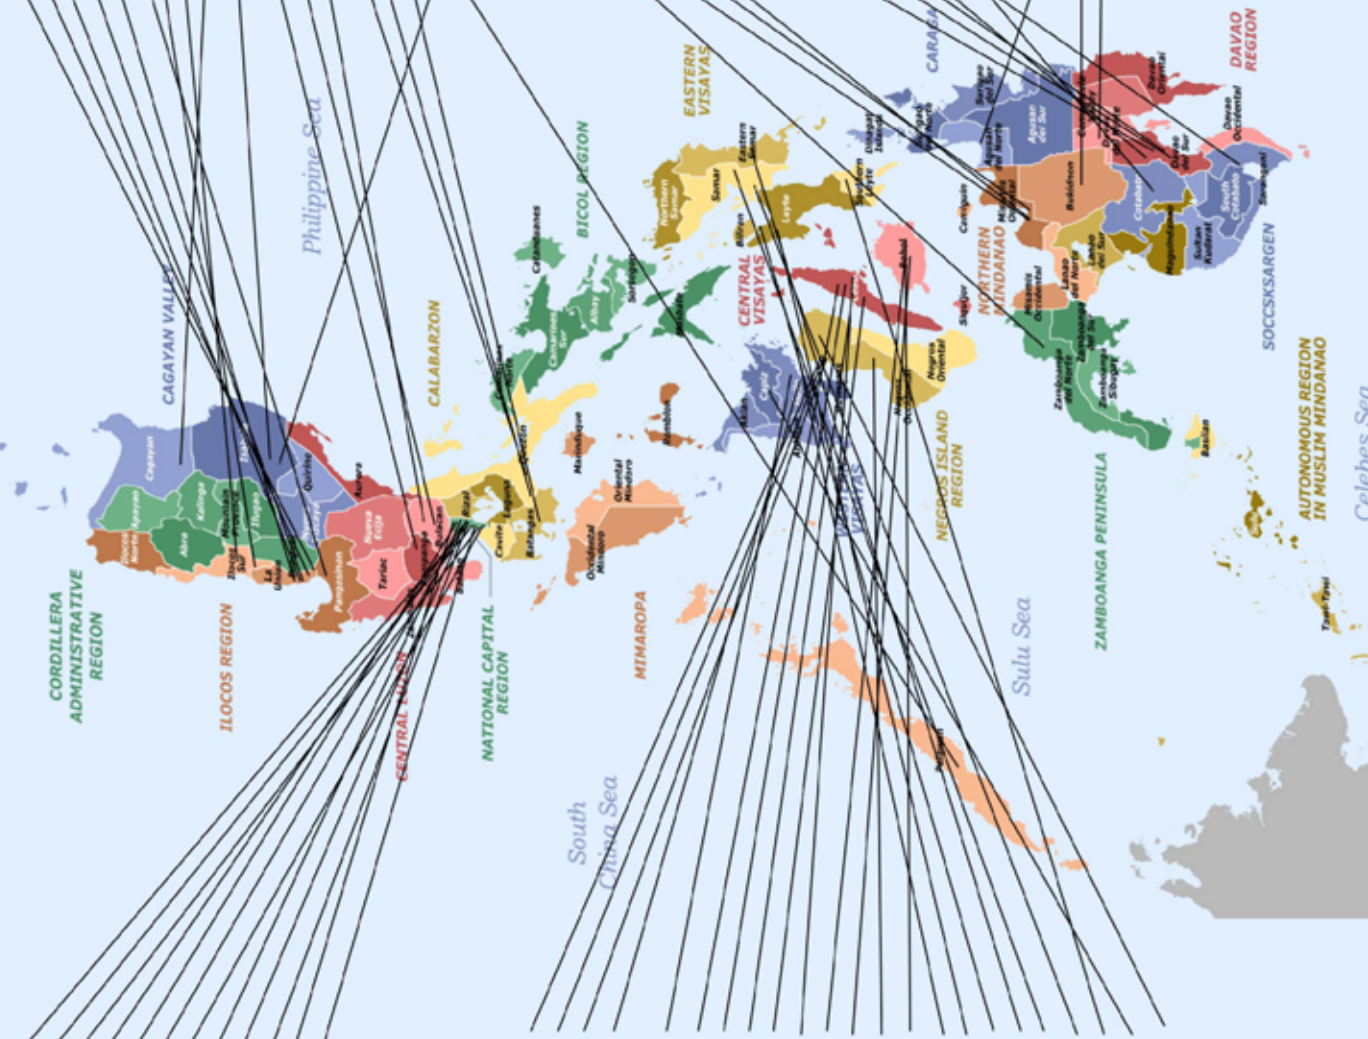 CORDILLERA
ADMINISTRATIVE
REGION
ILOCOS REGION
CENTRAL LUZON
NATIONAL CAPITAL
REGION
MIMAROPA
CAGAYAN VALLEY
CALABARZON
BICOL REGION
EASTERN
VISAYAS
CENTRAL
VISAYAS
NEGROS ISLAND
REGION
NORTHERN
MINDANAO
CARAGA
DAVAO
REGION
SOCCSKSARGEN
ZAMBOANGA PENINSULA
AUTONOMOUS REGION
IN MUSLIM MINDANAO
Philippine Sea
South
China Sea
Sulu Sea
Celebes Sea
Ilocos
Norte
Apayao
Cagayan
Abra
Kalinga
Mountain
Province
Ifugao
Ilocos
Sur
La
Union
Quirino
Aurora
Pangasinan
Nueva
Ecija
Tarlac
Bulacan
Rizal
Cavite
Laguna
Batangas
Quezon
Marinduque
Occidental
Mindoro
Oriental
Mindoro
Romblon
Camarines
Sur
Catanduanes
Albay
Sorsogon
Northern
Samar
Samar
Eastern
Samar
Biliran
Leyte
Southern
Leyte
Aklan
Capiz
Negros
Oriental
Bohol
Siquijor
Camiguin
Misamis
Oriental
Misamis
Occidental
Bukidnon
Lanao
del Norte
Lanao
del Sur
Maguindanao
Cotabato
Sultan
Kudarat
South
Cotabato
Sarangani
Davao
Occidental
Davao
Oriental
Davao
del Sur
Dinagat
Islands
Agusan
del Norte
Agusan
del Sur
Surigao
del Sur
Zamboanga
del Norte
Zamboanga
del Sur
Zamboanga
Sibugay
Basilan
Tawi-Tawi